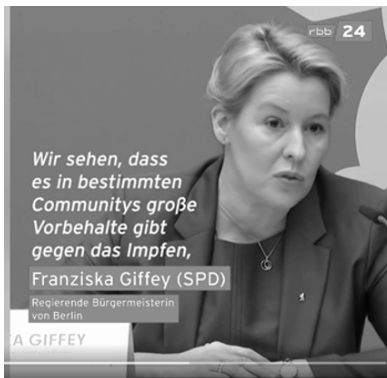 rbb 24
Wir sehen, dass
es in bestimmten
Communitys große
Vorbehalte gibt
gegen das Impfen,
Franziska Giffey (SPD)
Regierende Bürgermeisterin
von Berlin
KA GIFFEY